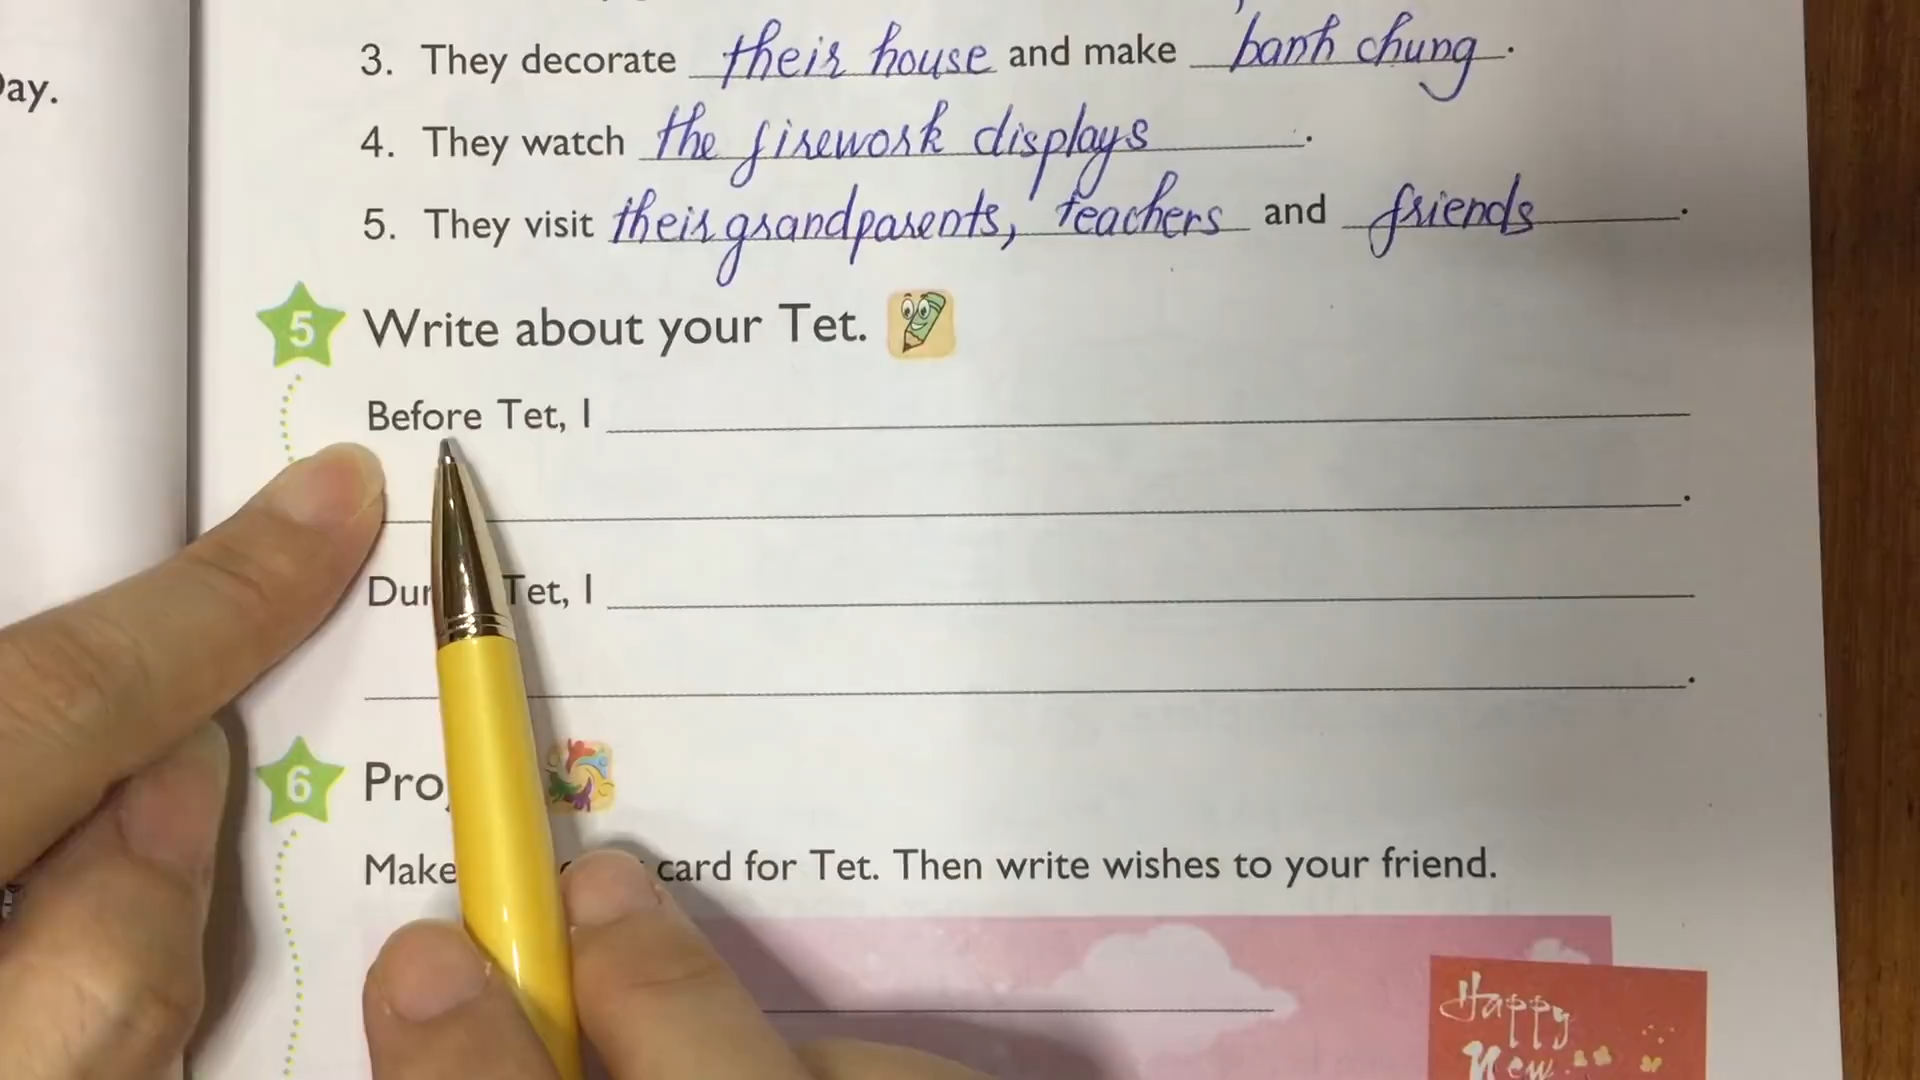 ay.
3. They decorate their house and make banh chung.
4. They watch the firework displays.
5. They visit their grandparents, teachers and friends.
5 Write about your Tet.
Before Tet, I
.
Tet, I
.
6
Make card for Tet. Then write wishes to your friend.
Happy
New